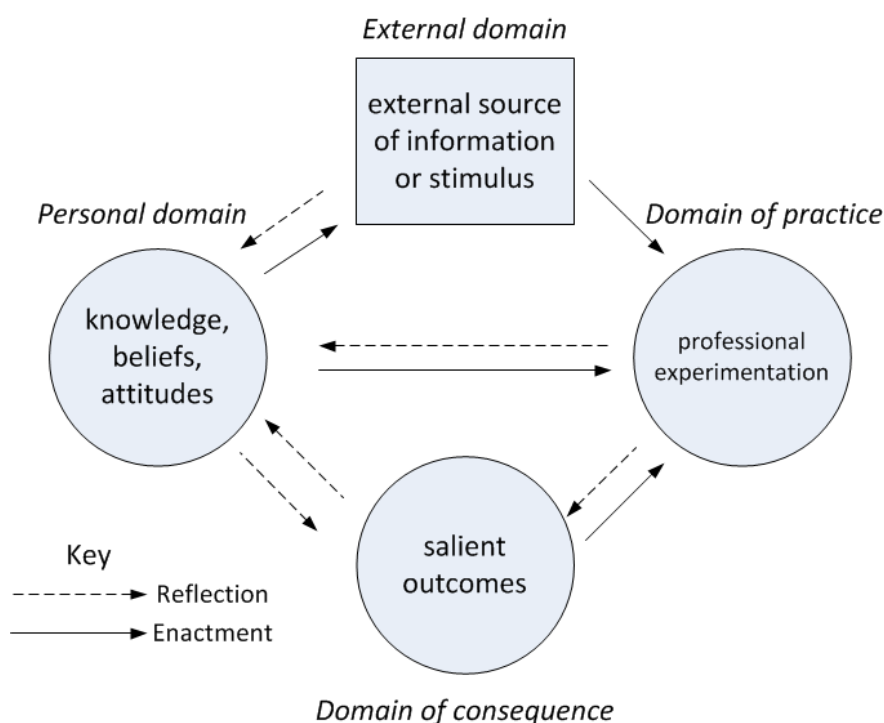 External domain
external source
of information
or stimulus
Personal domain
Domain of practice
knowledge,
beliefs,
attitudes
professional
experimentation
salient
outcomes
Key
Reflection
Enactment
Domain of consequence